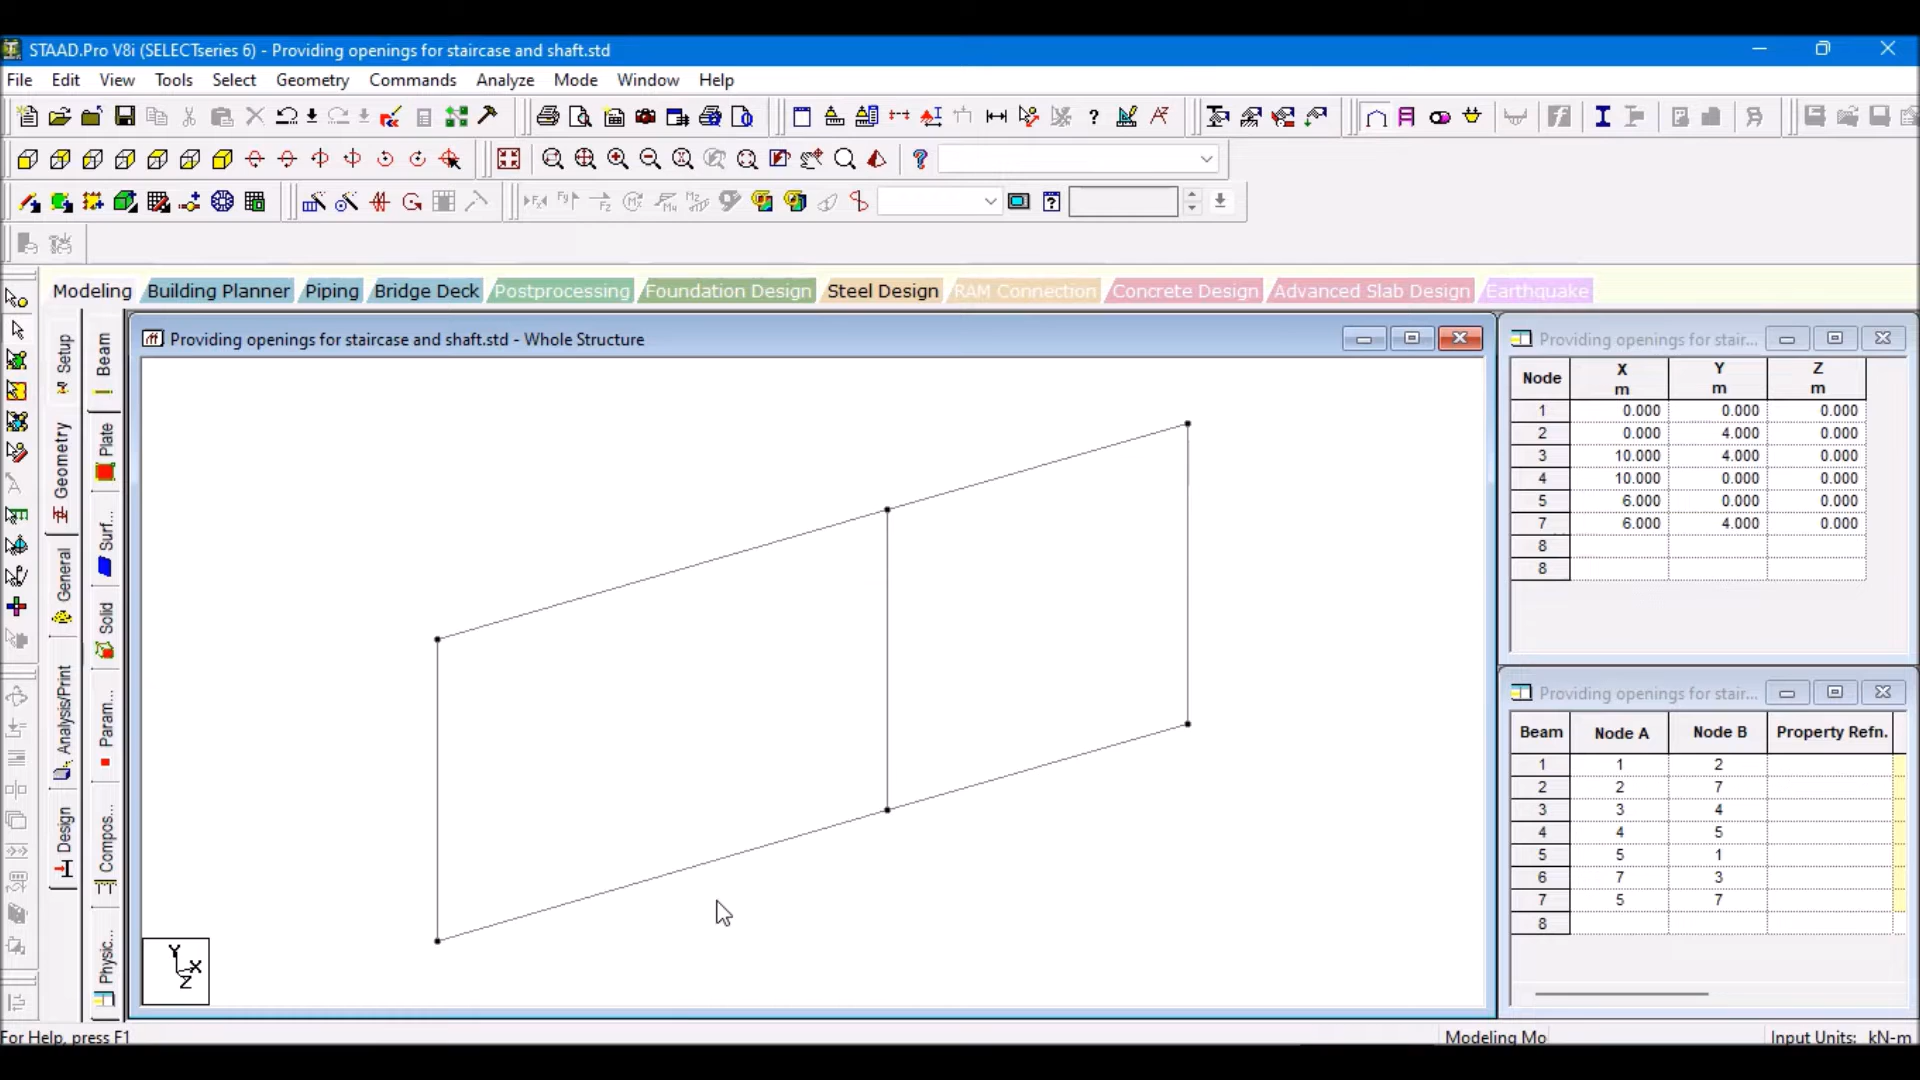 STAAD.Pro V8i (SELECTseries 6) - Providing openings for staircase and shaft.std
File Edit View Tools Select Geometry Commands Analyze Mode Window Help
Modeling Building Planner Piping Bridge Deck Postprocessing Foundation Design Steel Design RAM Connection Concrete Design Advanced Slab Design Earthquake
Setup
Geometry
General
Analysis/Print
Design
Beam
Plate
Surf...
Solid
Param...
Compos...
Physic...
Providing openings for staircase and shaft.std - Whole Structure
Y
X
Z
Providing openings for stair...
Node X m Y m Z m
1 0.000 0.000 0.000
2 0.000 4.000 0.000
3 10.000 4.000 0.000
4 10.000 0.000 0.000
5 6.000 0.000 0.000
7 6.000 4.000 0.000
8
8
Providing openings for stair...
Beam Node A Node B Property Refn.
1 1 2
2 2 7
3 3 4
4 4 5
5 5 1
6 7 3
7 5 7
8
For Help, press F1
Modeling Mo
Input Units: kN-m